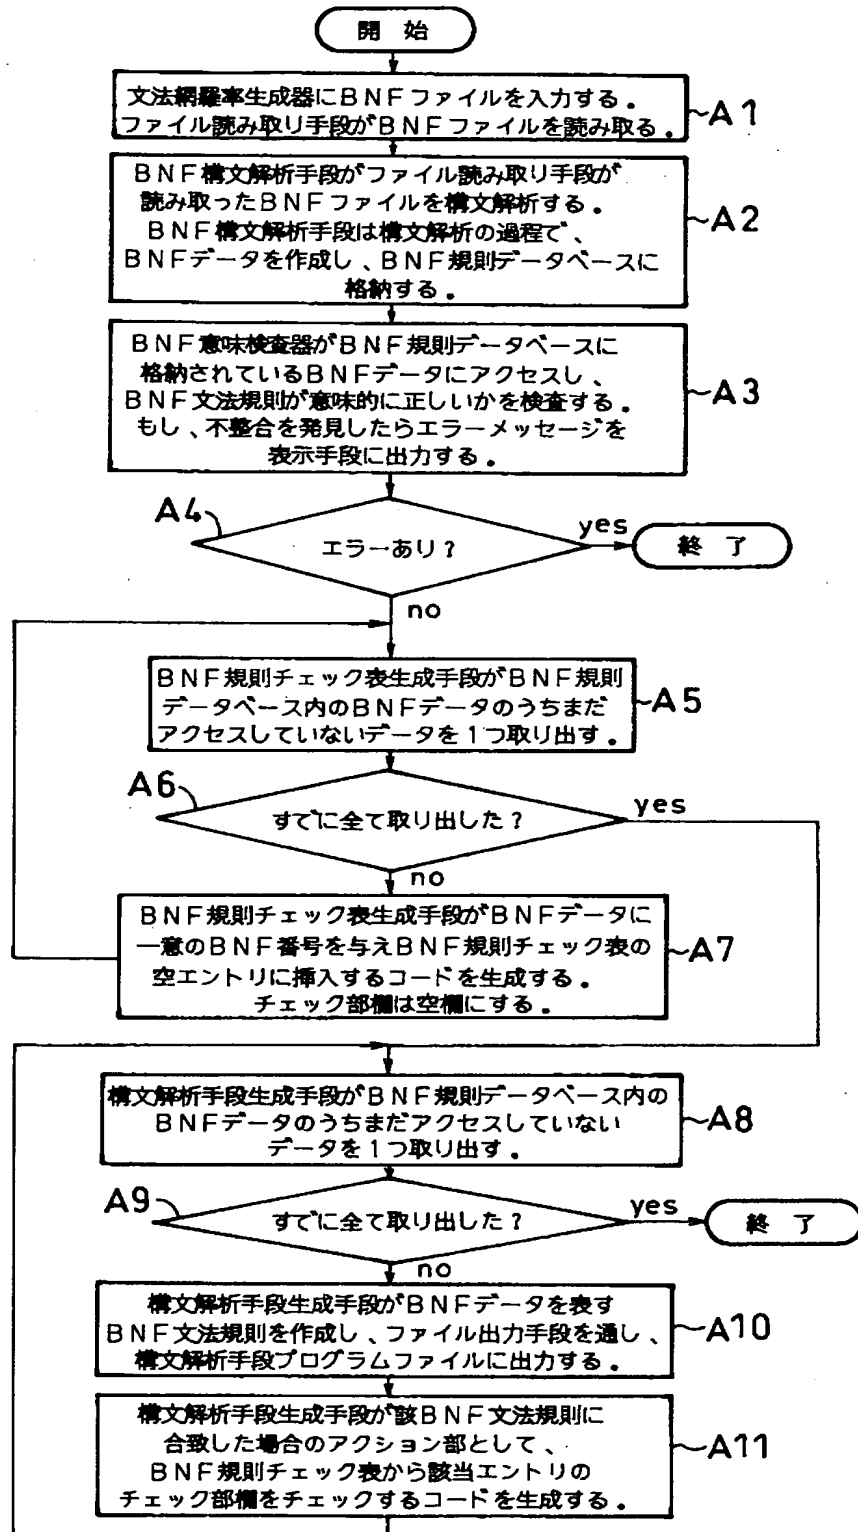 開始
文法網羅率生成器にBNFファイルを入力する。
ファイル読み取り手段がBNFファイルを読み取る。
A1
BNF構文解析手段がファイル読み取り手段が
読み取ったBNFファイルを構文解析する。
BNF構文解析手段は構文解析の過程で、
BNFデータを作成し、BNF規則データベースに
格納する。
A2
BNF意味検査器がBNF規則データベースに
格納されているBNFデータにアクセスし、
BNF文法規則が意味的に正しいかを検査する。
もし、不整合を発見したらエラーメッセージを
表示手段に出力する。
A3
A4
エラーあり?
yes
終了
no
BNF規則チェック表生成手段がBNF規則
データベース内のBNFデータのうちまだ
アクセスしていないデータを1つ取り出す。
A5
A6
すでに全て取り出した?
yes
no
BNF規則チェック表生成手段がBNFデータに
一意のBNF番号を与えBNF規則チェック表の
空エントリに挿入するコードを生成する。
チェック部欄は空欄にする。
A7
構文解析手段生成手段がBNF規則データベース内の
BNFデータのうちまだアクセスしていない
データを1つ取り出す。
A8
A9
すでに全て取り出した?
yes
終了
no
構文解析手段生成手段がBNFデータを表す
BNF文法規則を作成し、ファイル出力手段を通し、
構文解析手段プログラムファイルに出力する。
A10
構文解析手段生成手段が該BNF文法規則に
合致した場合のアクション部として、
BNF規則チェック表から該当エントリの
チェック部欄をチェックするコードを生成する。
A11